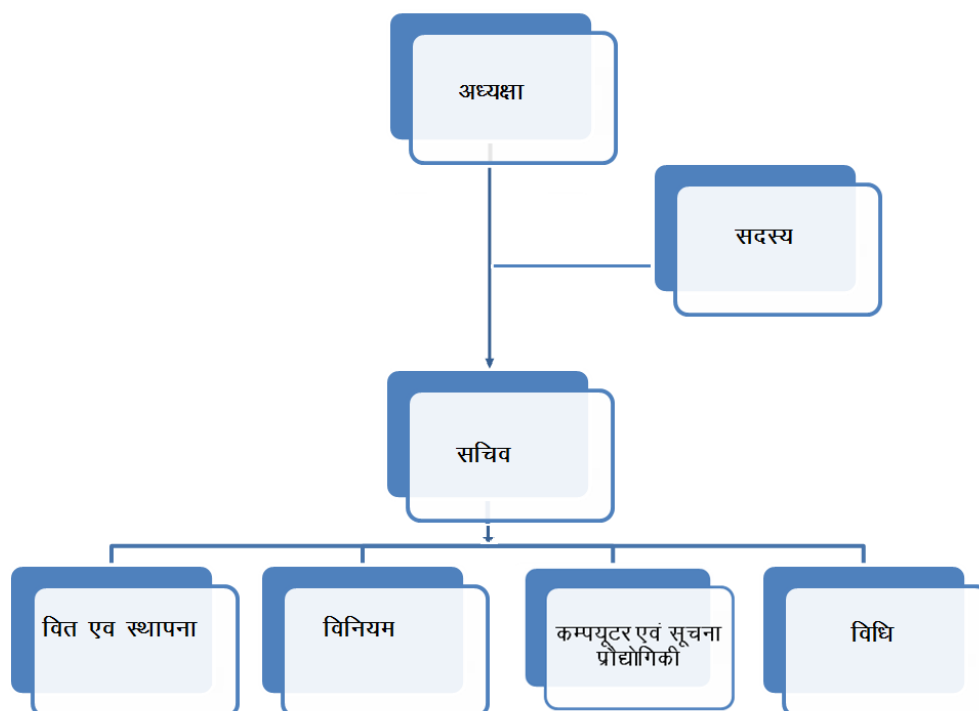 अध्यक्षा
सदस्य
सचिव
वित एव स्थापना
विनियम
कम्पयूटर एवं सूचना
प्रौद्योगिकी
विधि